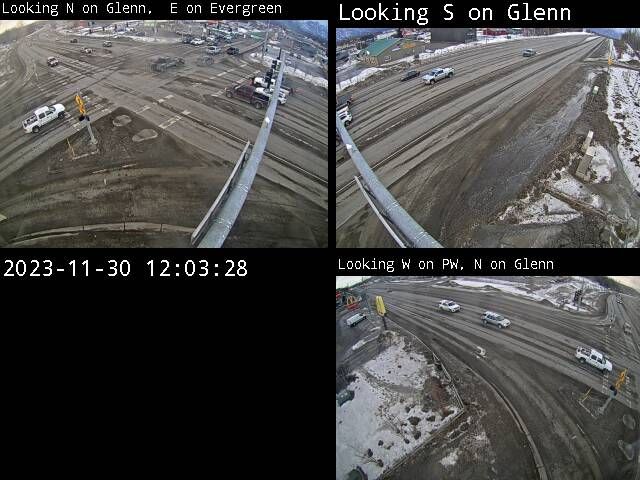 Looking N on Glenn,  E on Evergreen
Looking S on Glenn
2023-11-30 12:03:28
Looking W on PW, N on Glenn